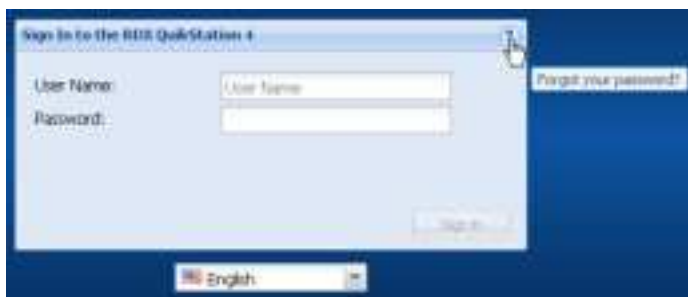 Sign In to the RDX QuikStation 4
?
User Name:
User Name
Forgot your password?
Password:
Sign In
English